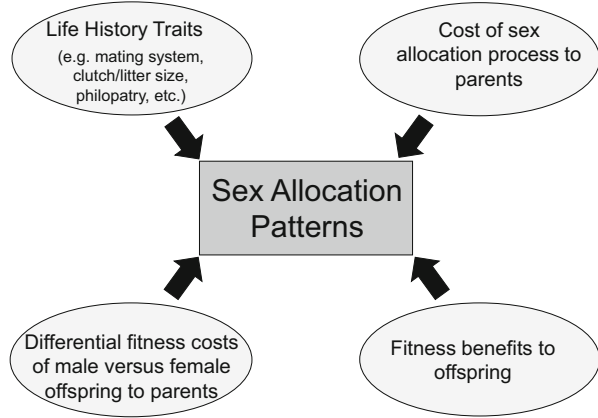 Life History Traits
(e.g. mating system,
clutch/litter size,
philopatry, etc.)
Cost of sex
allocation process to
parents
Sex Allocation
Patterns
Differential fitness costs
of male versus female
offspring to parents
Fitness benefits to
offspring